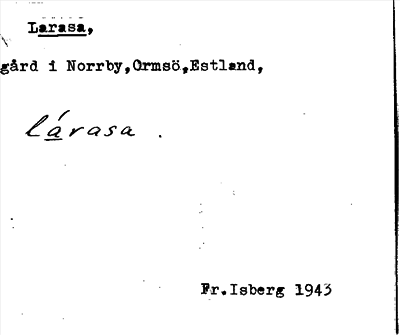 Larasa,
gård i Norrby,Ormsö,Estland,
lárasa .
Fr.Isberg 1943